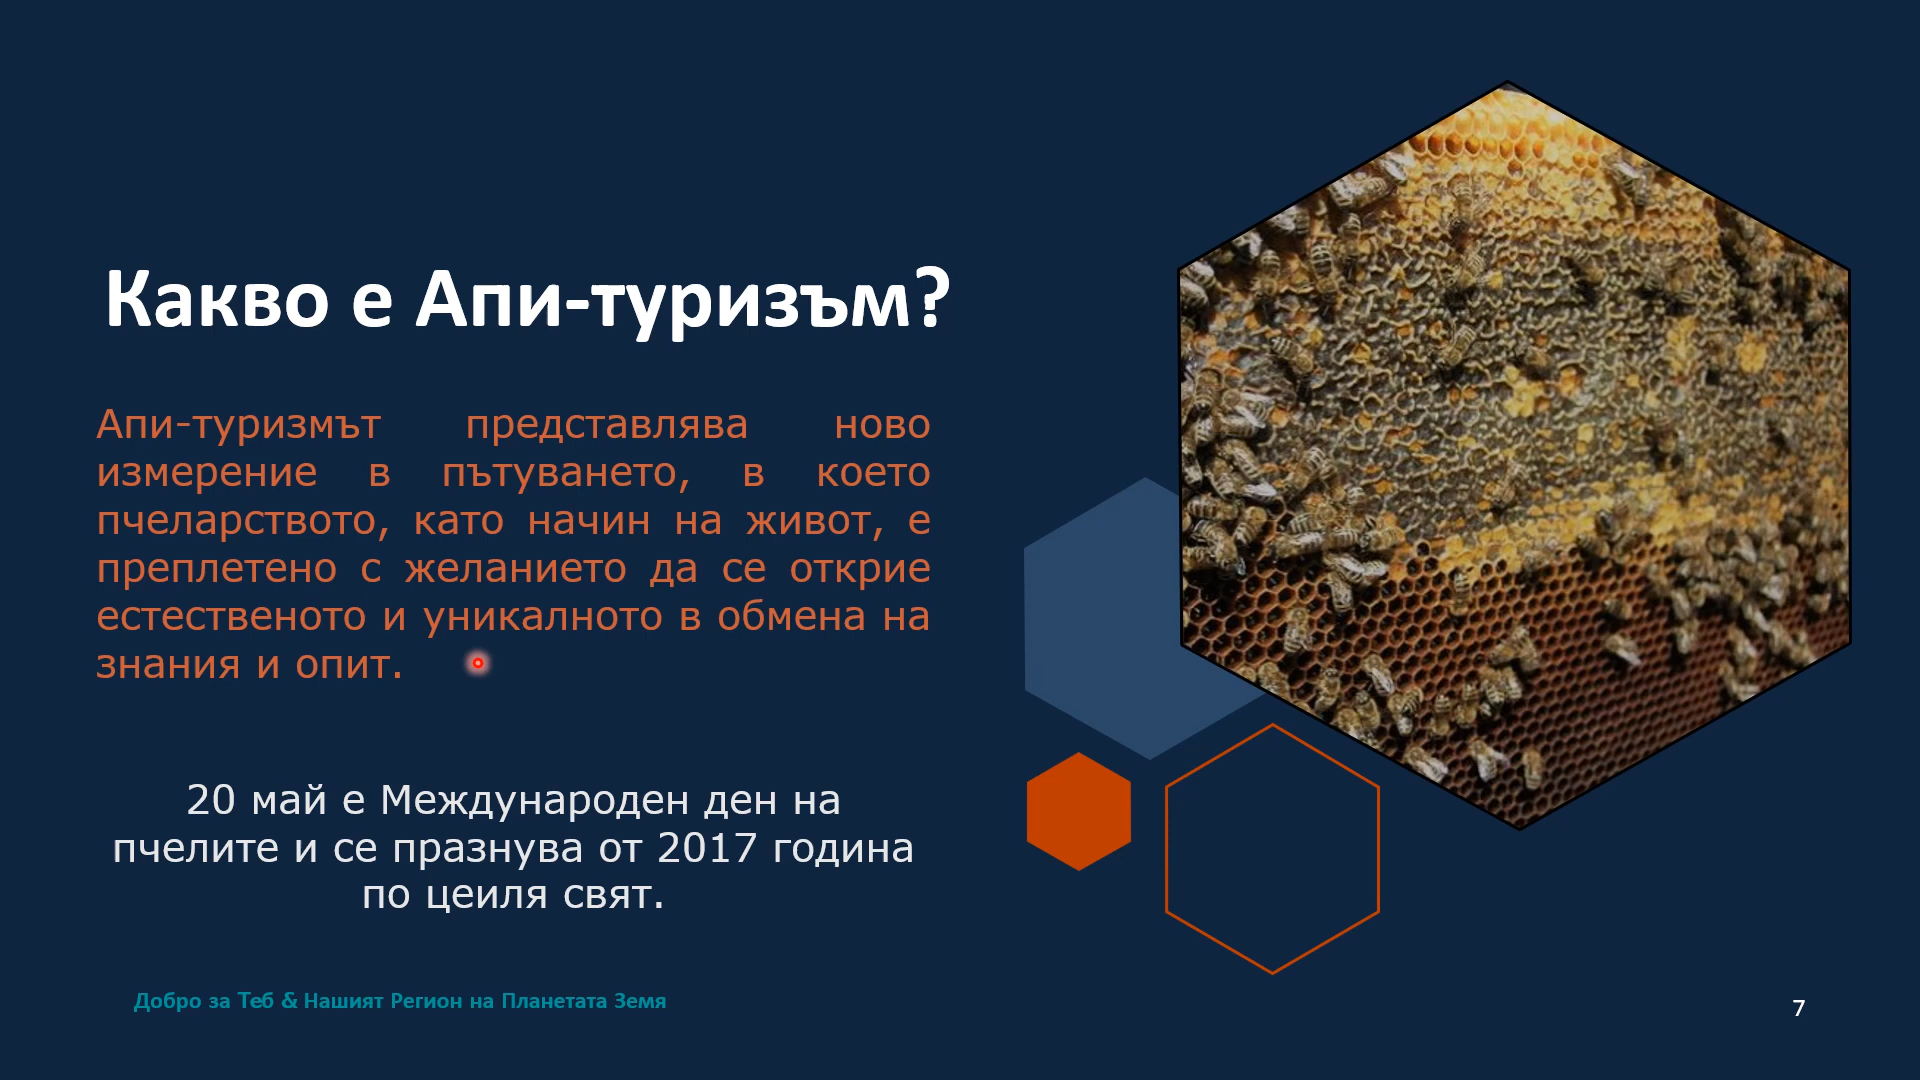 Какво е Апи-туризъм?
Апи-туризмът представлява ново
измерение в пътуването, в което
пчеларството, като начин на живот, е
преплетено с желанието да се открие
естественото и уникалното в обмена на
знания и опит.
20 май е Международен ден на
пчелите и се празнува от 2017 година
по цеиля свят.
Добро за Теб & Нашият Регион на Планетата Земя
7